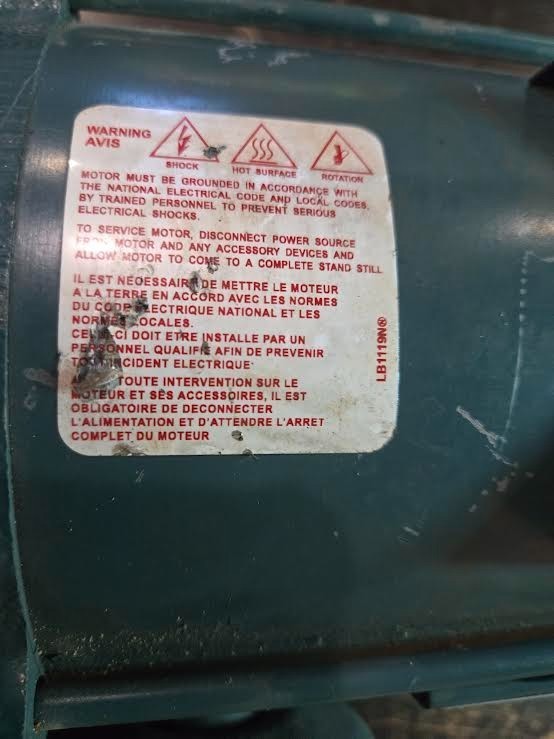 WARNING
AVIS
SHOCK
HOT SURFACE
ROTATION
MOTOR MUST BE GROUNDED IN ACCORDANCE WITH
THE NATIONAL ELECTRICAL CODE AND LOCAL CODES.
BY TRAINED PERSONNEL TO PREVENT SERIOUS
ELECTRICAL SHOCKS.
TO SERVICE MOTOR, DISCONNECT POWER SOURCE
FROM MOTOR AND ANY ACCESSORY DEVICES AND
ALLOW MOTOR TO COME TO A COMPLETE STAND STILL
IL EST NECESSAIRE DE METTRE LE MOTEUR
A LA TERRE EN ACCORD AVEC LES NORMES
DU CODE ELECTRIQUE NATIONAL ET LES
NORMES LOCALES.
CELUI-CI DOIT ETRE INSTALLE PAR UN
PERSONNEL QUALIFIE AFIN DE PREVENIR
TOUT INCIDENT ELECTRIQUE
TOUTE INTERVENTION SUR LE
MOTEUR ET SES ACCESSOIRES, IL EST
OBLIGATOIRE DE DECONNECTER
L'ALIMENTATION ET D'ATTENDRE L'ARRET
COMPLET DU MOTEUR
LB1119N®